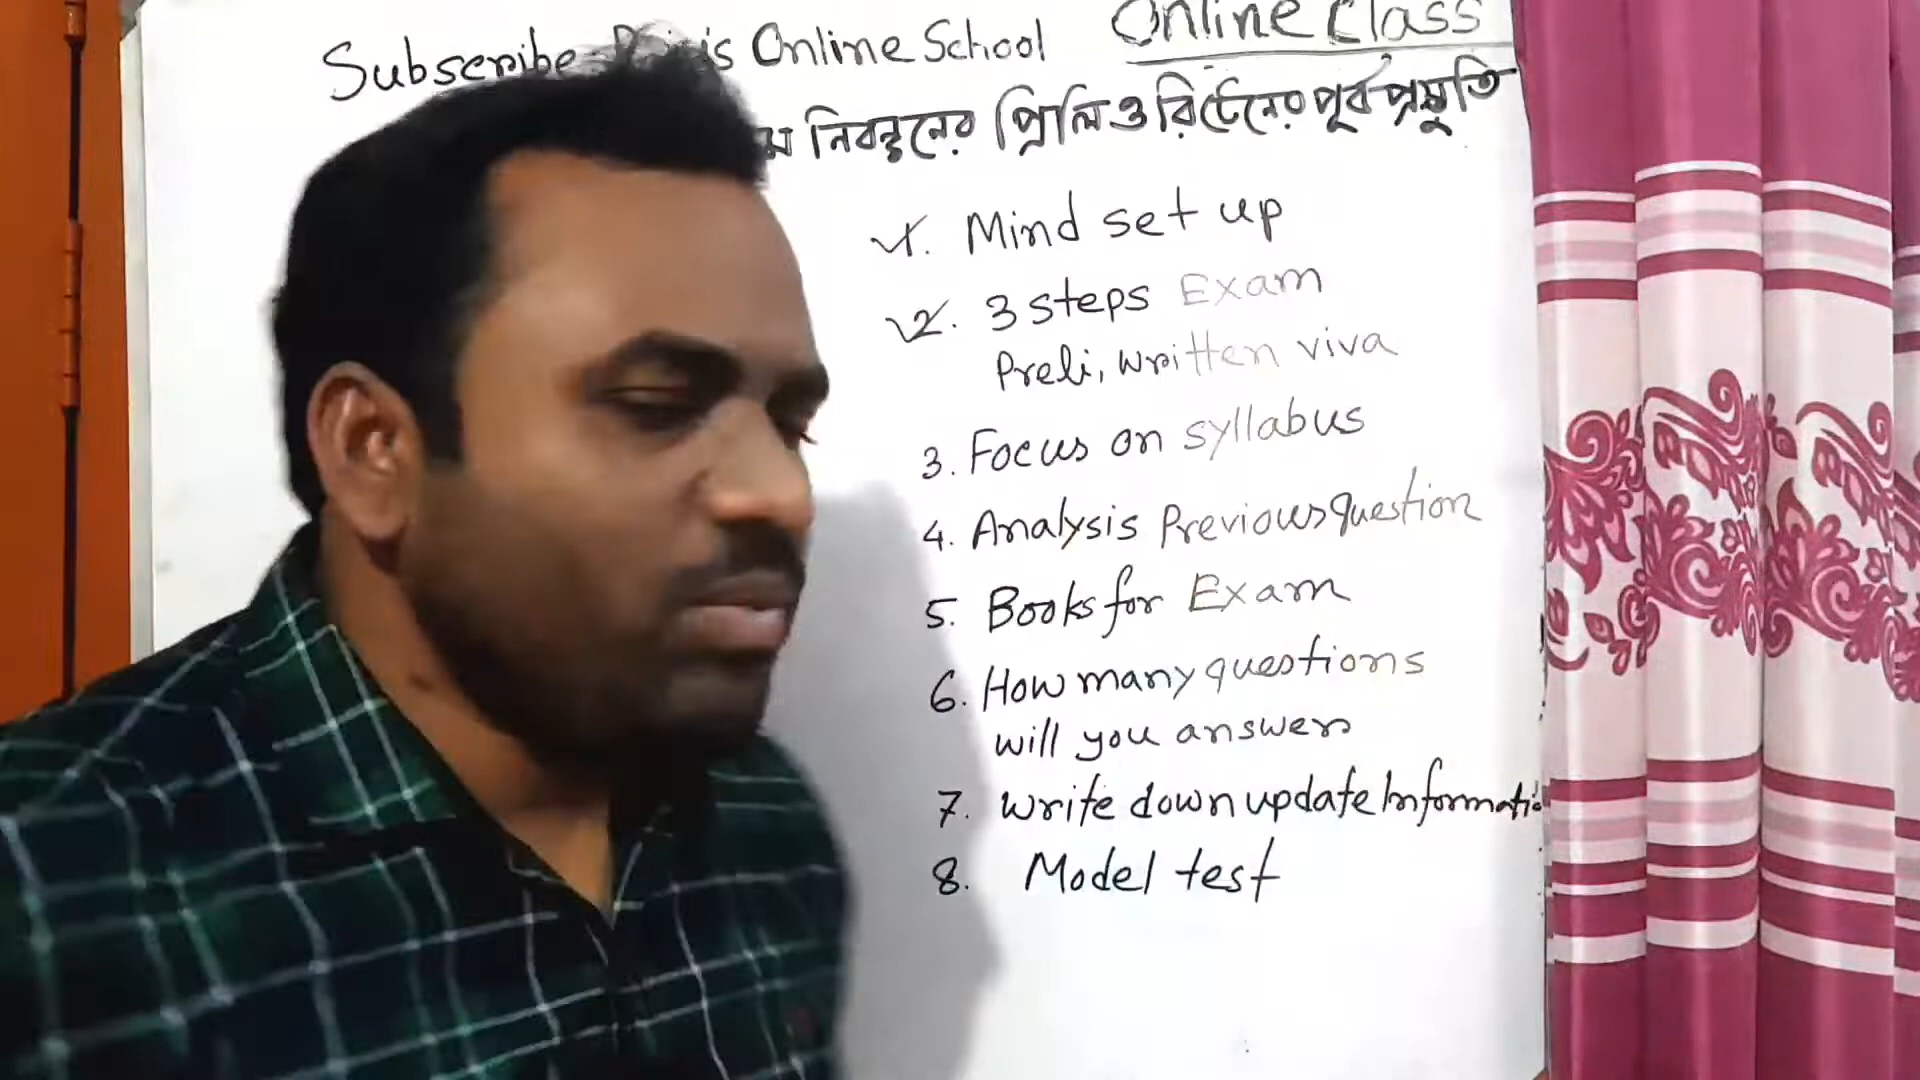 Subscribe is Online School Online Class
ম নিবন্ধনের প্রিলি ও রিটেনের পূর্ব প্রস্তুতি
1. Mind set up
2. 3 steps Exam
Preli, written viva
3. Focus on syllabus
4. Analysis Previous question
5. Books for Exam
6. How many questions
will you answer
7. write down update Informatio
8. Model test